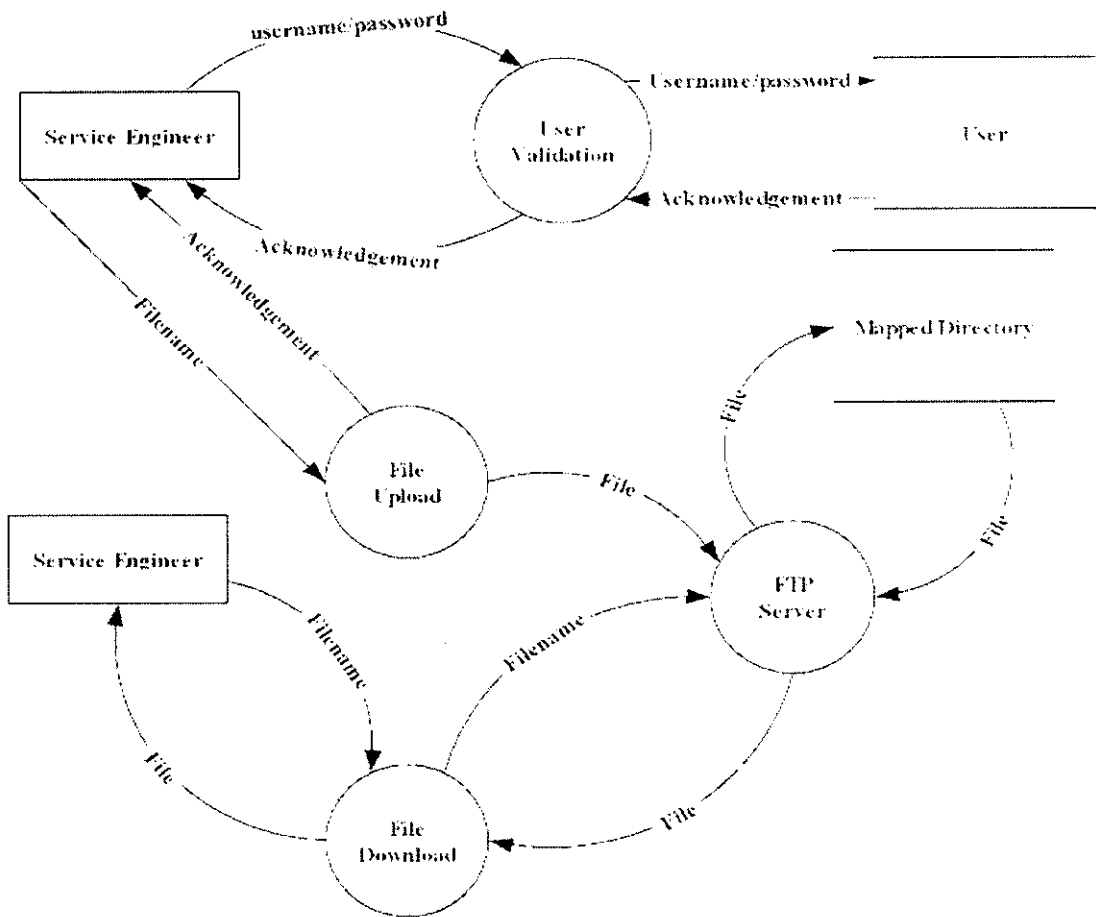 username/password
Username/password
Service Engineer
User
Validation
User
Acknowledgement
Acknowledgement
Acknowledgement
Filename
Mapped Directory
File
File
Upload
File
File
Service Engineer
FTP
Server
Filename
Filename
File
File
File
Download